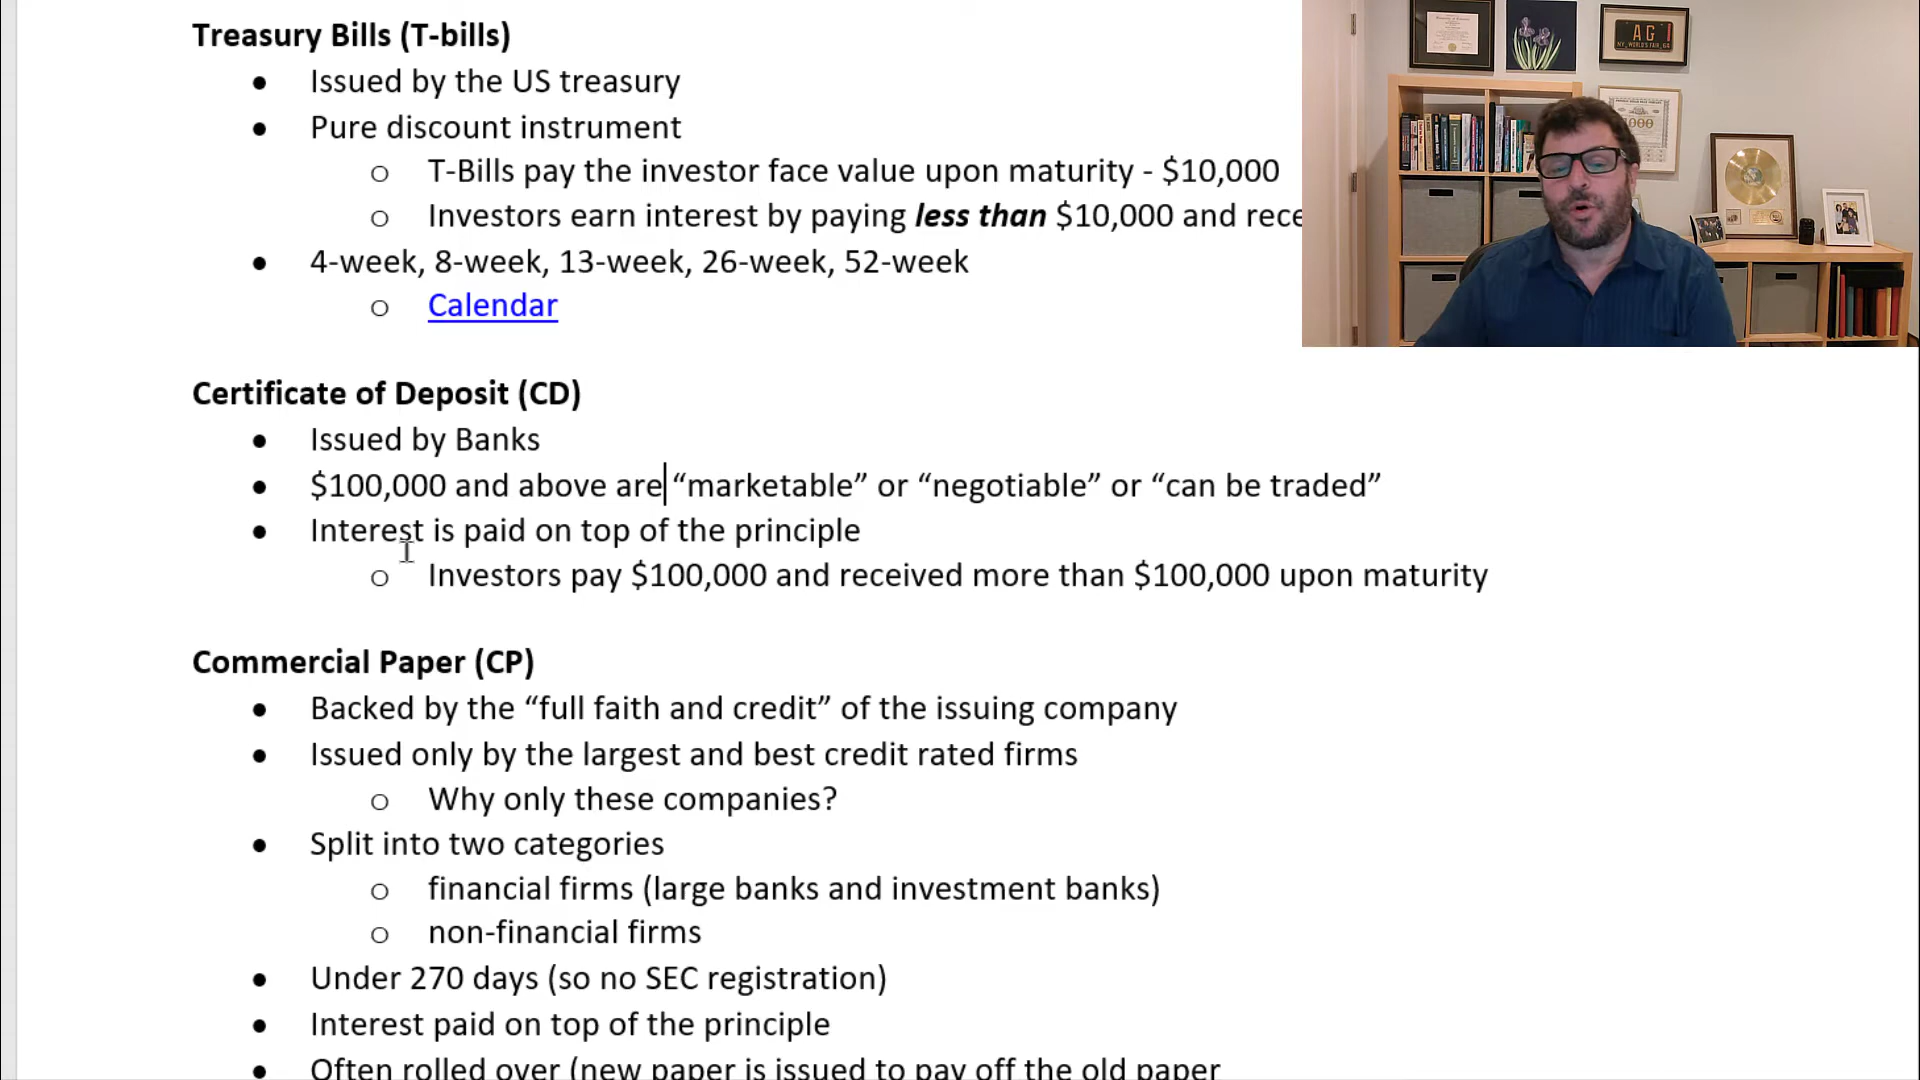 Treasury Bills (T-bills)
● Issued by the US treasury
● Pure discount instrument
o T-Bills pay the investor face value upon maturity - $10,000
o Investors earn interest by paying less than $10,000 and rece
● 4-week, 8-week, 13-week, 26-week, 52-week
o Calendar
Certificate of Deposit (CD)
● Issued by Banks
● $100,000 and above are “marketable” or “negotiable” or “can be traded”
● Interest is paid on top of the principle
o Investors pay $100,000 and received more than $100,000 upon maturity
Commercial Paper (CP)
● Backed by the “full faith and credit” of the issuing company
● Issued only by the largest and best credit rated firms
o Why only these companies?
● Split into two categories
o financial firms (large banks and investment banks)
o non-financial firms
● Under 270 days (so no SEC registration)
● Interest paid on top of the principle
● Often rolled over (new paper is issued to pay off the old paper
AG 1